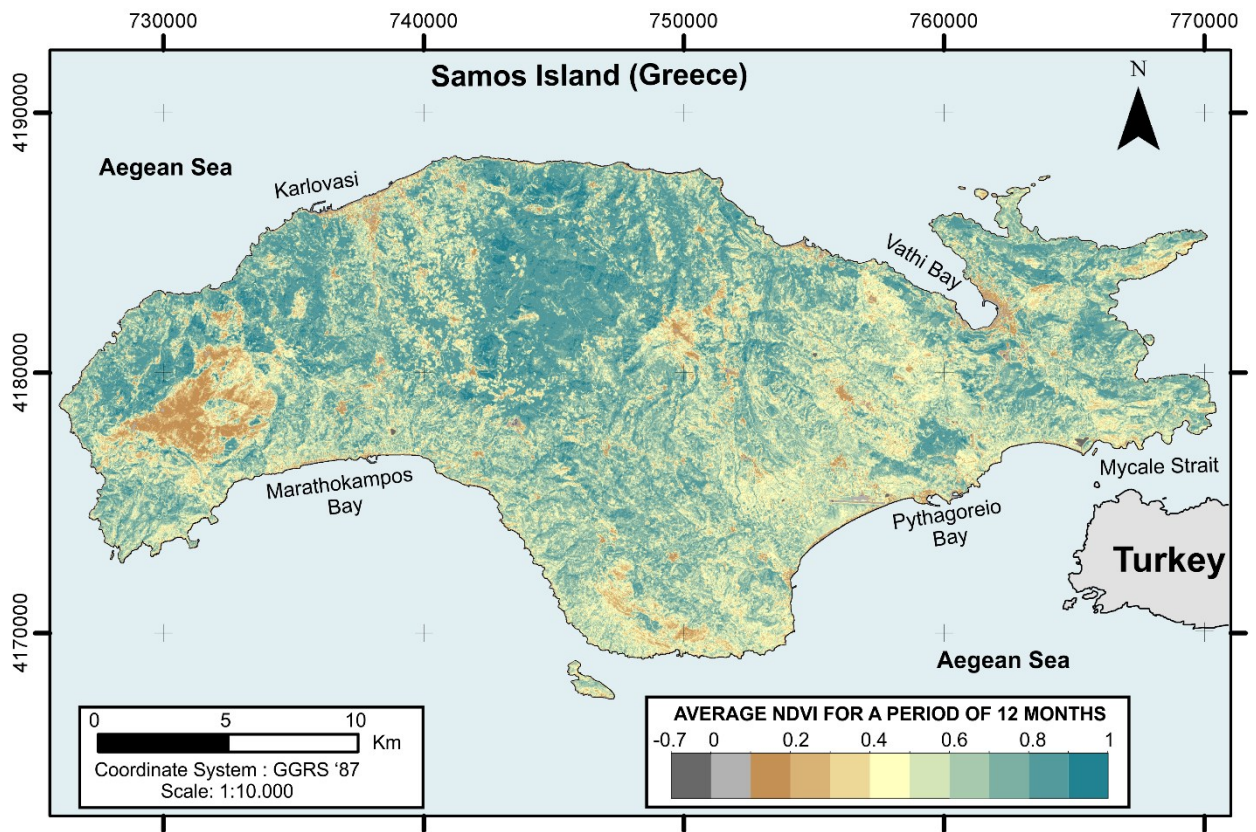 730000 740000 750000 760000 770000
Samos Island (Greece)
N
4190000
Aegean Sea
Karlovasi
Vathi Bay
4180000
Mycale Strait
Marathokampos
Bay
Pythagoreio
Bay
Turkey
4170000
Aegean Sea
0 5 10
Km
Coordinate System : GGRS ‘87
Scale: 1:10.000
AVERAGE NDVI FOR A PERIOD OF 12 MONTHS
-0.7 0 0.2 0.4 0.6 0.8 1